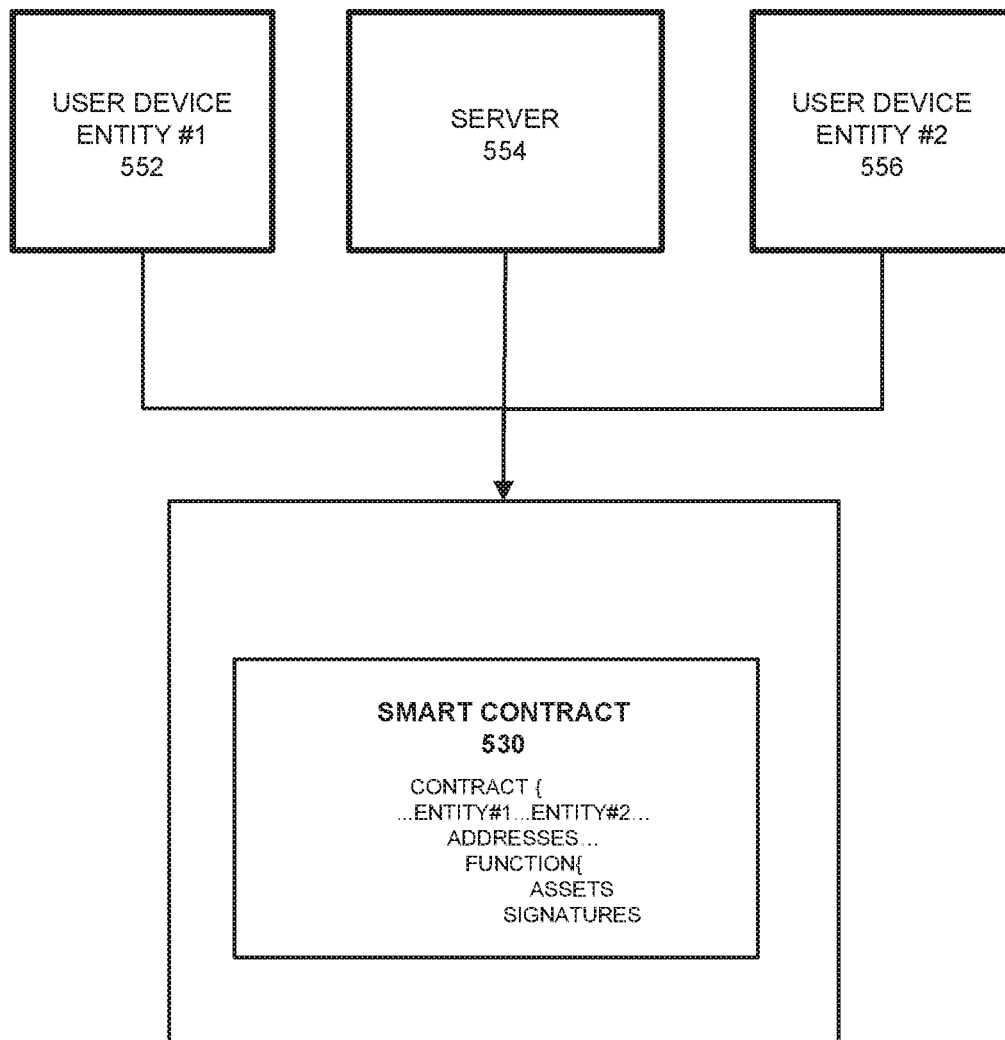 USER DEVICE
ENTITY #1
552
SERVER
554
USER DEVICE
ENTITY #2
556
SMART CONTRACT
530
CONTRACT {
...ENTITY#1...ENTITY#2...
ADDRESSES...
FUNCTION{
ASSETS
SIGNATURES